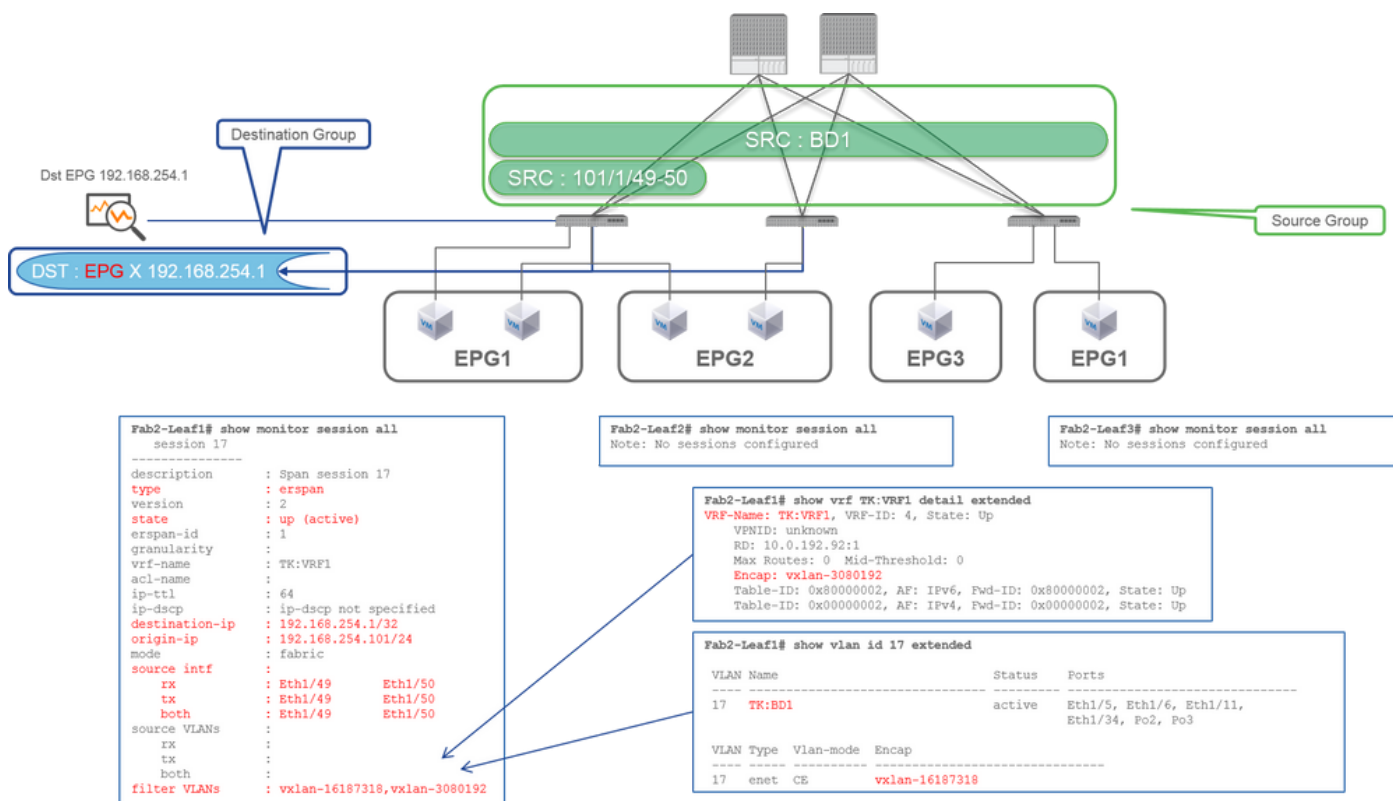 Destination Group
SRC : BD1
Dst EPG 192.168.254.1
SRC : 101/1/49-50
Source Group
DST : EPG X 192.168.254.1
VM
VM
VM
VM
VM
VM
EPG1
EPG2
EPG3
EPG1
Fab2-Leaf1# show monitor session all
session 17
---------------
description : Span session 17
type : erspan
version : 2
state : up (active)
erspan-id : 1
granularity :
vrf-name : TK:VRF1
acl-name :
ip-ttl : 64
ip-dscp : ip-dscp not specified
destination-ip : 192.168.254.1/32
origin-ip : 192.168.254.101/24
mode : fabric
source intf :
rx : Eth1/49 Eth1/50
tx : Eth1/49 Eth1/50
both : Eth1/49 Eth1/50
source VLANs :
rx :
tx :
both :
filter VLANs : vxlan-16187318,vxlan-3080192
Fab2-Leaf2# show monitor session all
Note: No sessions configured
Fab2-Leaf3# show monitor session all
Note: No sessions configured
Fab2-Leaf1# show vrf TK:VRF1 detail extended
VRF-Name: TK:VRF1, VRF-ID: 4, State: Up
VPNID: unknown
RD: 10.0.192.92:1
Max Routes: 0 Mid-Threshold: 0
Encap: vxlan-3080192
Table-ID: 0x80000002, AF: IPv6, Fwd-ID: 0x80000002, State: Up
Table-ID: 0x00000002, AF: IPv4, Fwd-ID: 0x00000002, State: Up
Fab2-Leaf1# show vlan id 17 extended
VLAN Name Status Ports
---- -------------------------------- --------- -------------------------------
17 TK:BD1 active Eth1/5, Eth1/6, Eth1/11,
Eth1/34, Po2, Po3
VLAN Type Vlan-mode Encap
---- ----- ---------- -------------------------------
17 enet CE vxlan-16187318